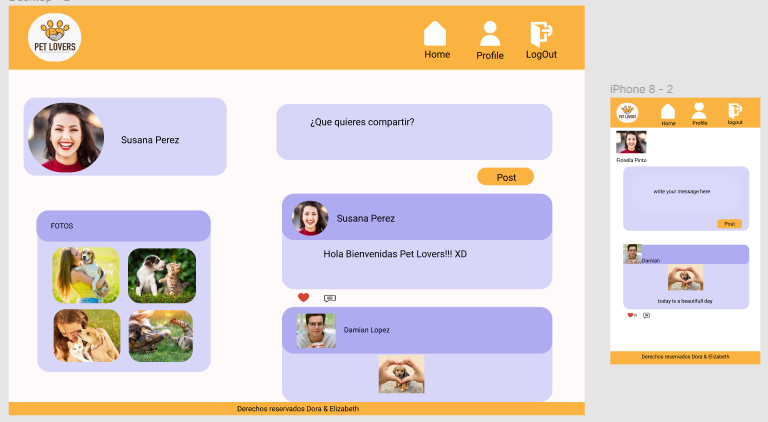 PET LOVERS
Home
Profile
LogOut
Susana Perez
¿Que quieres compartir?
Post
FOTOS
Susana Perez
Hola Bienvenidas Pet Lovers!!! XD
Damian Lopez
Derechos reservados Dora & Elizabeth
iPhone 8 - 2
PET LOVERS
Home
Profile
logout
Fiorella Pinto
write your message here
Post
Damian
today is a beautifull day
Derechos reservados Dora & Elizabeth